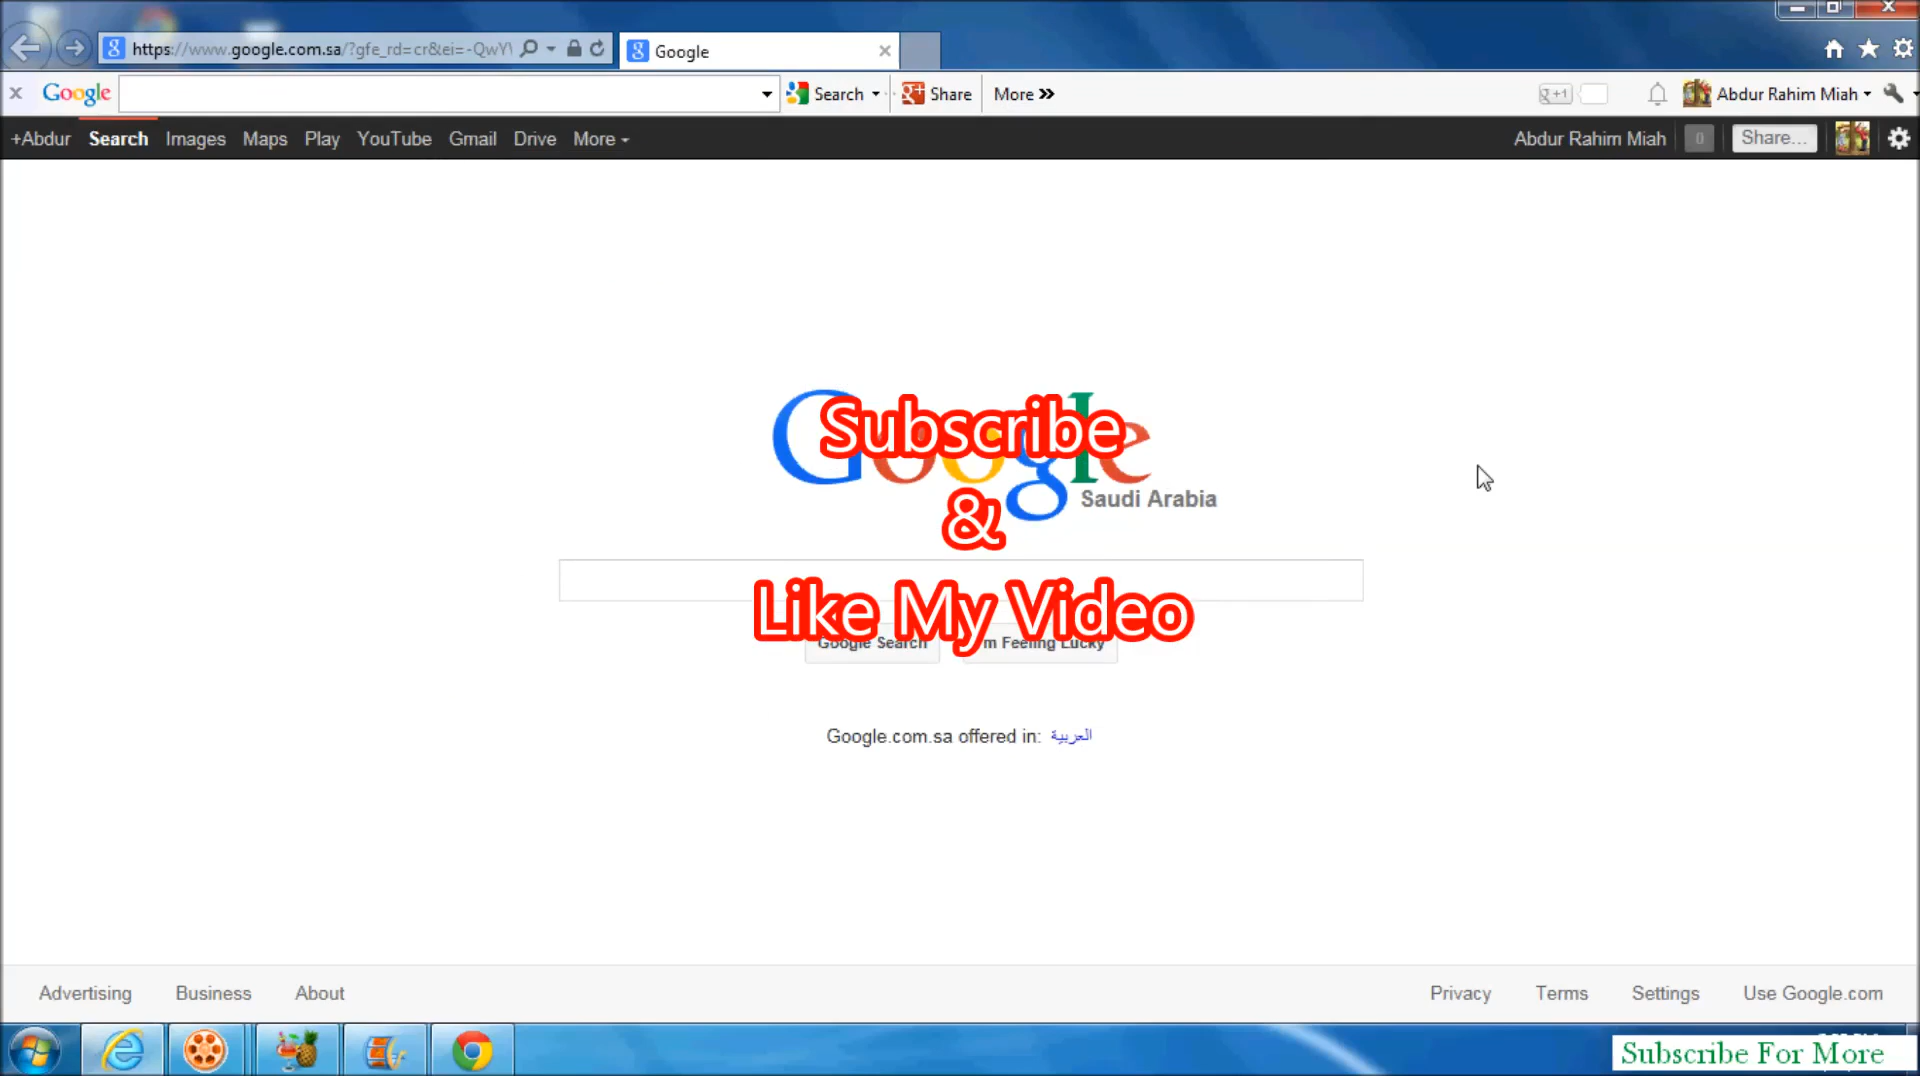 https://www.google.com.sa/?gfe_rd=cr&ei=-QwY
Google
Google
Search
Share
More
+1
Abdur Rahim Miah
+Abdur Search Images Maps Play YouTube Gmail Drive More
Abdur Rahim Miah 0 Share...
Google
Saudi Arabia
Subscribe
&
Like My Video
Google Search
I'm Feeling Lucky
Google.com.sa offered in: العربية
Advertising Business About
Privacy Terms Settings Use Google.com
Subscribe For More